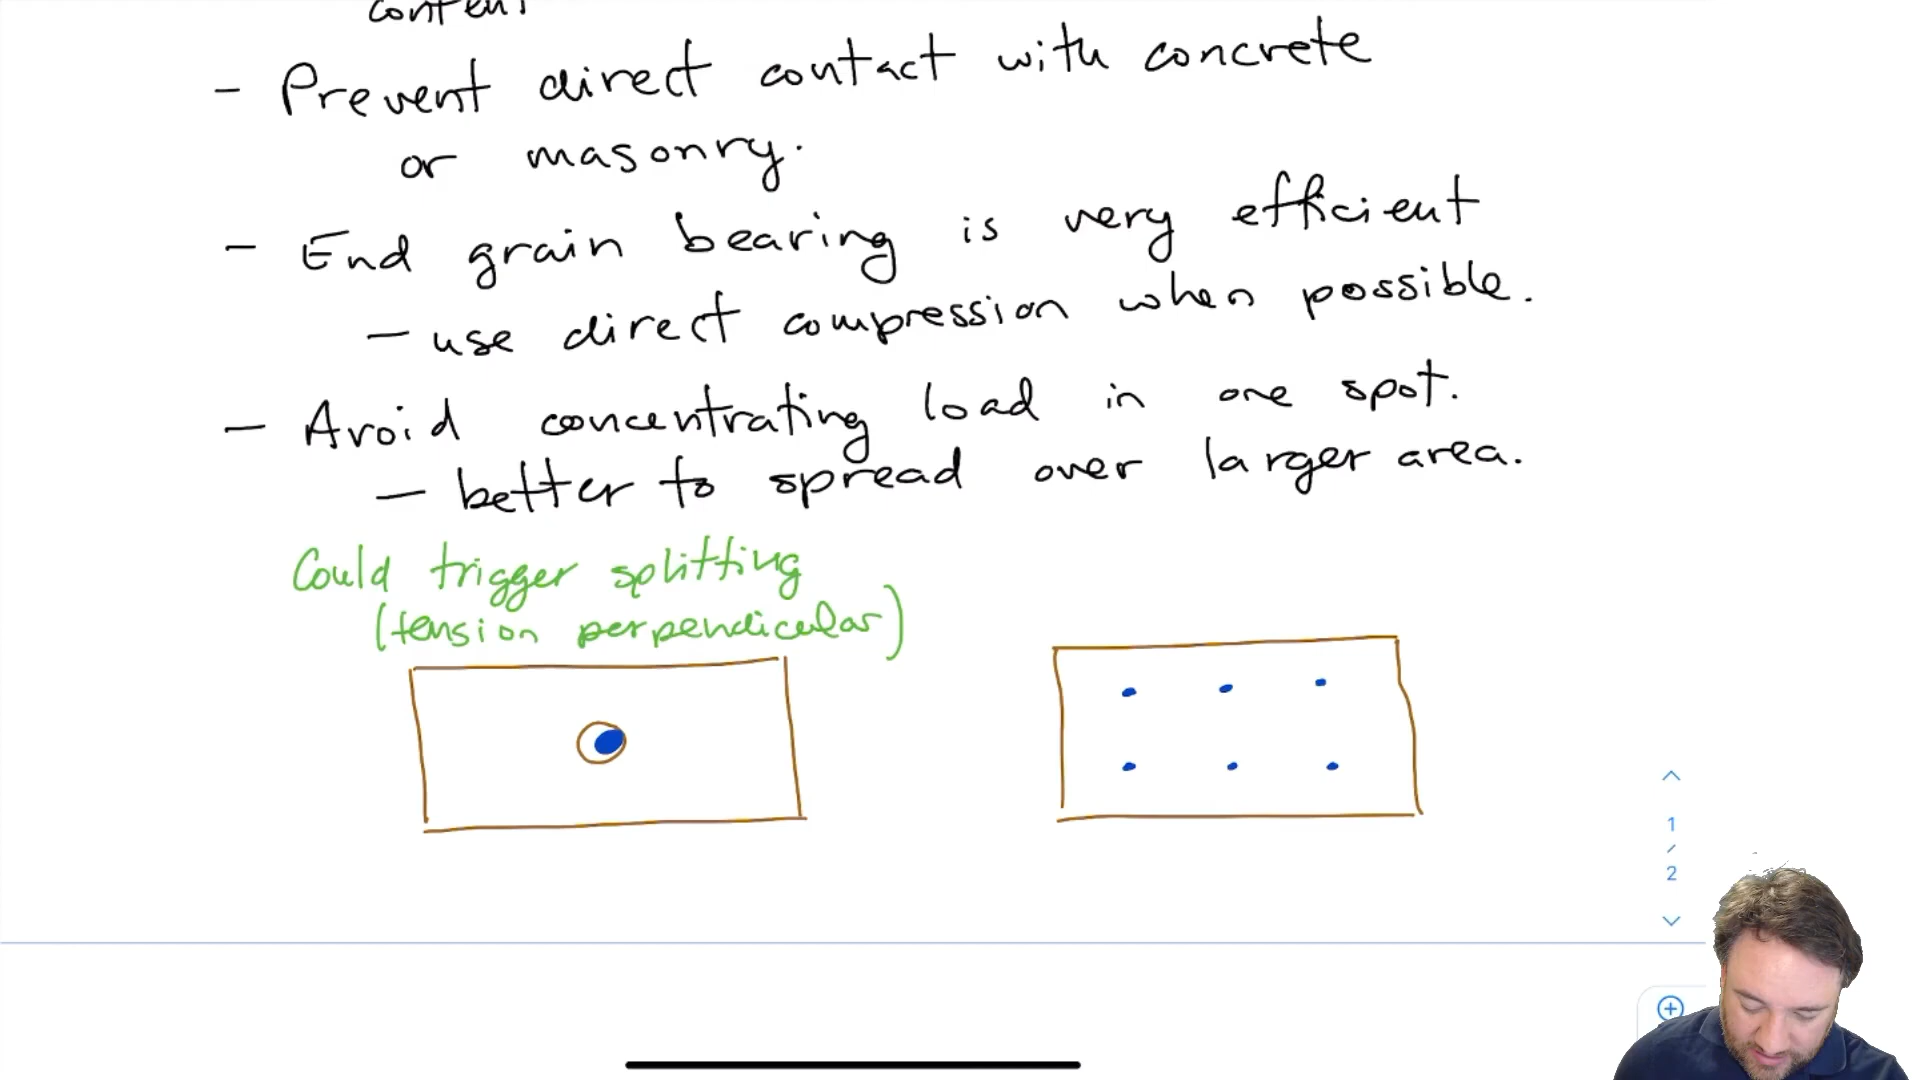 - Prevent direct contact with concrete
or masonry.
- End grain bearing is very efficient
- use direct compression when possible.
- Avoid concentrating load in one spot.
- better to spread over larger area.
Could trigger splitting
(tension perpendicular)
1
/
2